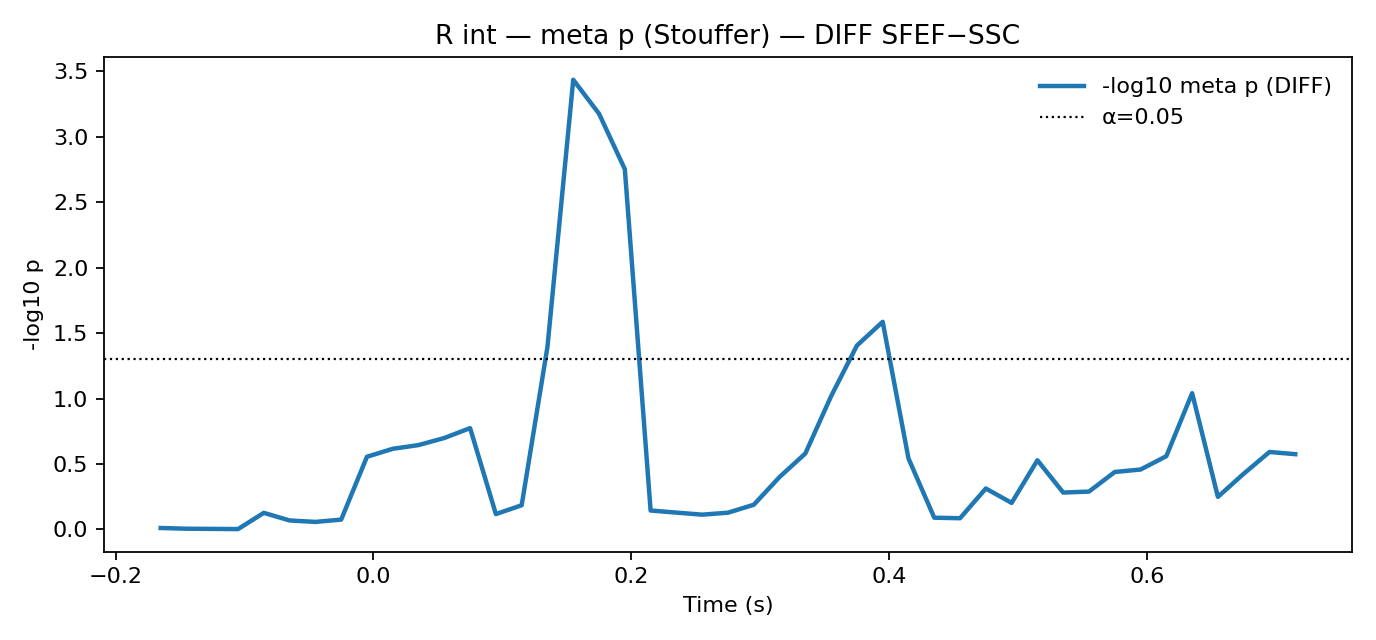 R int — meta p (Stouffer) — DIFF SFEF−SSC
-log10 meta p (DIFF)
α=0.05
-log10 p
3.5
3.0
2.5
2.0
1.5
1.0
0.5
0.0
−0.2 0.0 0.2 0.4 0.6
Time (s)